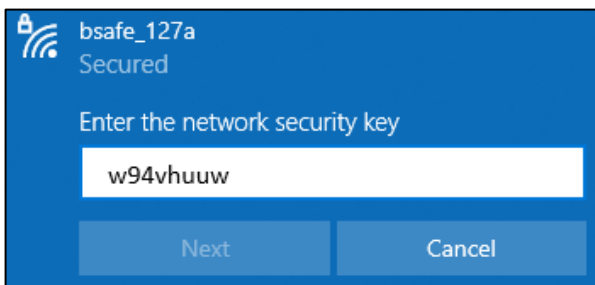 bsafe_127a
Secured
Enter the network security key
w94vhuuw
Next
Cancel